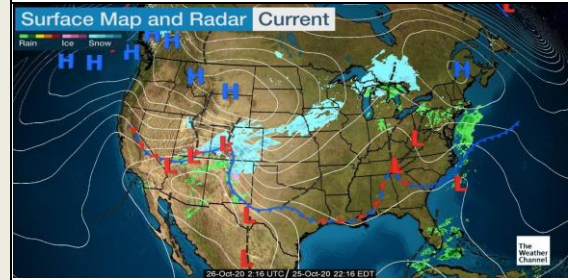 Surface Map and Radar Current
Rain Ice Snow
H H
H H H
H H
H
L
L L L
L
L
L
L
L
The
Weather
Channel
26-Oct-20 2:16 UTC / 25-Oct-20 22:16 EDT